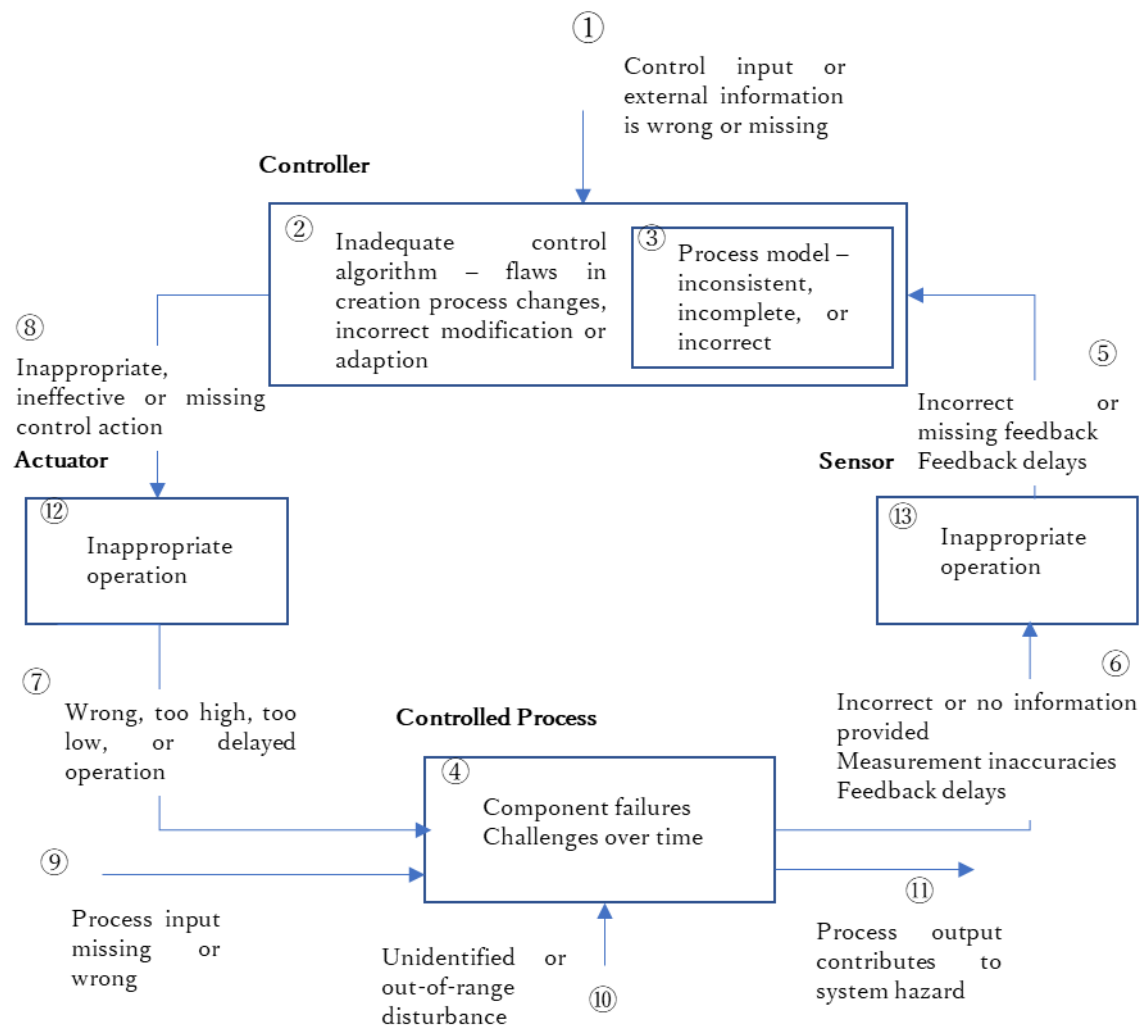 ①
Control input or
external information
is wrong or missing
Controller
②
Inadequate control
algorithm – flaws in
creation process changes,
incorrect modification or
adaption
③
Process model –
inconsistent,
incomplete, or
incorrect
⑧
Inappropriate,
ineffective or missing
control action
⑤
Incorrect or
missing feedback
Feedback delays
Actuator
⑫
Inappropriate
operation
Sensor
⑬
Inappropriate
operation
⑦
Wrong, too high, too
low, or delayed
operation
⑥
Incorrect or no information
provided
Measurement inaccuracies
Feedback delays
Controlled Process
④
Component failures
Challenges over time
⑨
Process input
missing or
wrong
Unidentified or
out-of-range
disturbance
⑩
⑪
Process output
contributes to
system hazard